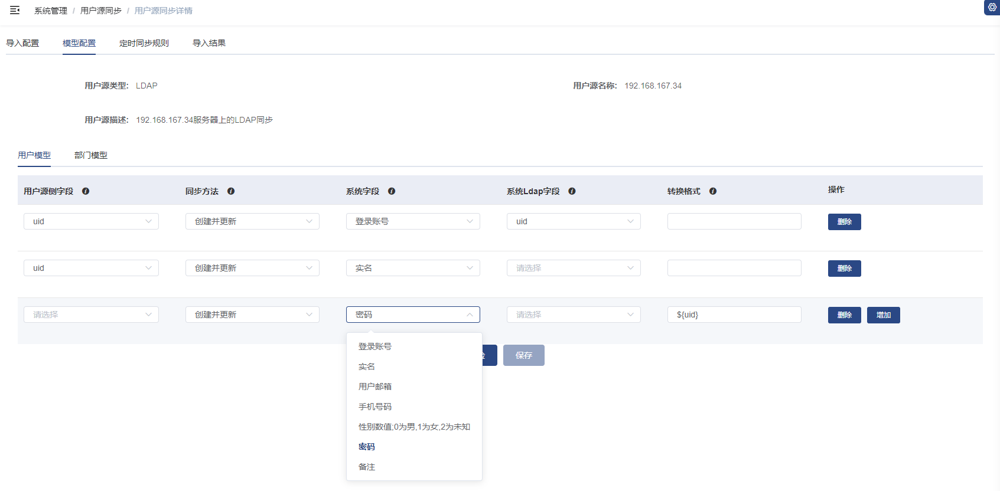 系统管理 / 用户源同步 / 用户源同步详情
导入配置 模型配置 定时同步规则 导入结果
用户源类型: LDAP 用户源名称: 192.168.167.34
用户源描述: 192.168.167.34服务器上的LDAP同步
用户模型 部门模型
用户源侧字段 同步方法 系统字段 系统Ldap字段 转换格式 操作
uid 创建并更新 登录账号 uid 删除
uid 创建并更新 实名 请选择 删除
请选择 创建并更新 密码 请选择 ${uid} 删除 增加
保存
登录账号
实名
用户邮箱
手机号码
性别数值;0为男,1为女,2为未知
密码
备注